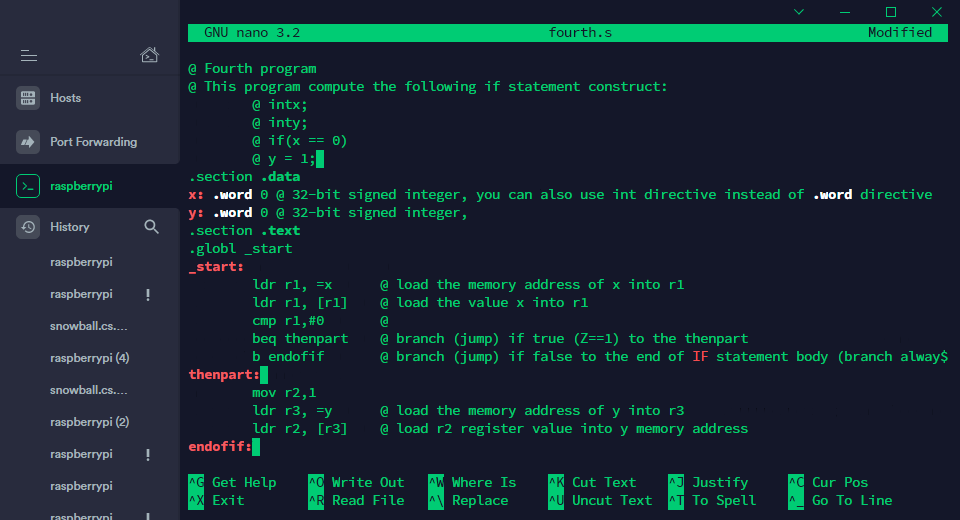 GNU nano 3.2 fourth.s Modified
Hosts
Port Forwarding
raspberrypi
History
raspberrypi
raspberrypi !
snowball.cs....
raspberrypi (4)
snowball.cs....
raspberrypi (2)
raspberrypi !
raspberrypi
raspberrypi !
@ Fourth program
@ This program compute the following if statement construct:
@ intx;
@ inty;
@ if(x == 0)
@ y = 1;
.section .data
x: .word 0 @ 32-bit signed integer, you can also use int directive instead of .word directive
y: .word 0 @ 32-bit signed integer,
.section .text
.globl _start
_start:
ldr r1, =x @ load the memory address of x into r1
ldr r1, [r1] @ load the value x into r1
cmp r1,#0 @
beq thenpart @ branch (jump) if true (Z==1) to the thenpart
b endofif @ branch (jump) if false to the end of IF statement body (branch alway$
thenpart:
mov r2,1
ldr r3, =y @ load the memory address of y into r3
ldr r2, [r3] @ load r2 register value into y memory address
endofif:
^G Get Help ^O Write Out ^W Where Is ^K Cut Text ^J Justify ^C Cur Pos
^X Exit ^R Read File ^\ Replace ^U Uncut Text ^T To Spell ^_ Go To Line